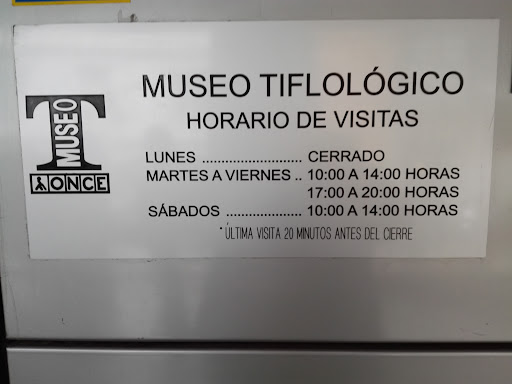 MUSEO TIFLOLÓGICO
HORARIO DE VISITAS
MUSEO
ONCE
LUNES .......................... CERRADO
MARTES A VIERNES .. 10:00 A 14:00 HORAS
17:00 A 20:00 HORAS
SÁBADOS .................... 10:00 A 14:00 HORAS
* ÚLTIMA VISITA 20 MINUTOS ANTES DEL CIERRE